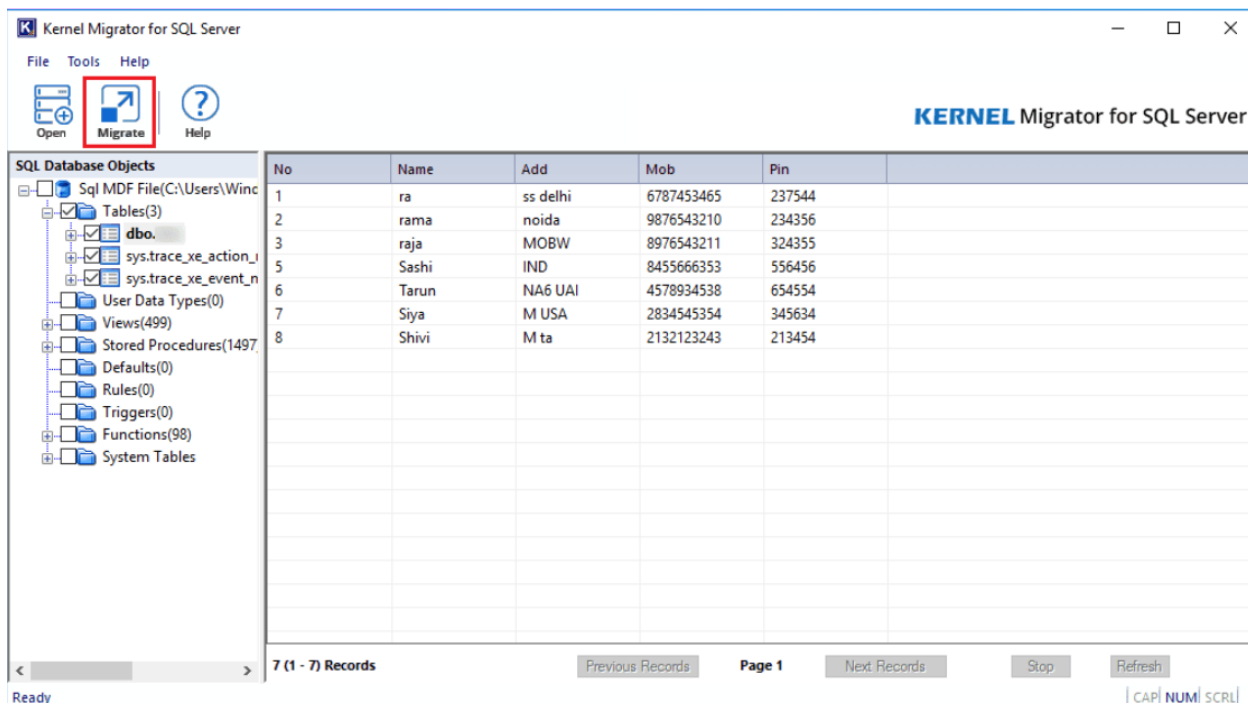 Kernel Migrator for SQL Server
File Tools Help
Open Migrate Help
KERNEL Migrator for SQL Server
SQL Database Objects
Sql MDF File(C:\Users\Winc
Tables(3)
dbo.
sys.trace_xe_action_
sys.trace_xe_event_n
User Data Types(0)
Views(499)
Stored Procedures(1497
Defaults(0)
Rules(0)
Triggers(0)
Functions(98)
System Tables
No Name Add Mob Pin
1 ra ss delhi 6787453465 237544
2 rama noida 9876543210 234356
3 raja MOBW 8976543211 324355
5 Sashi IND 8455666353 556456
6 Tarun NA6 UAI 4578934538 654554
7 Siya M USA 2834545354 345634
8 Shivi M ta 2132123243 213454
7 (1 - 7) Records Previous Records Page 1 Next Records Stop Refresh
Ready CAP NUM SCRL